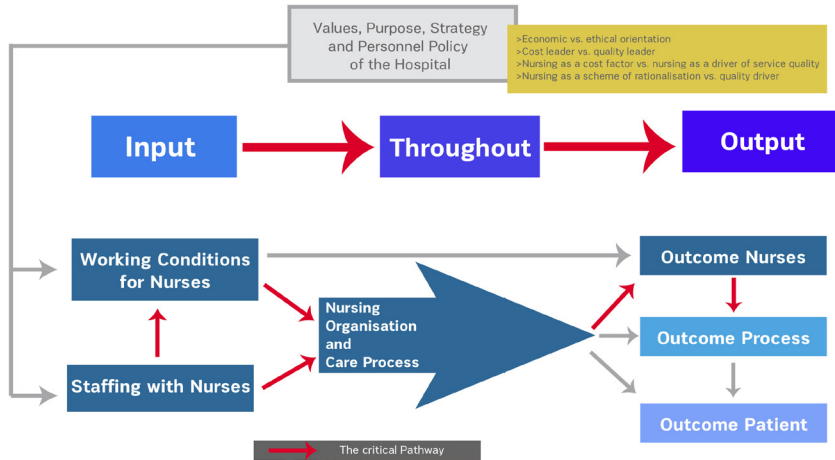 Values, Purpose, Strategy
and Personnel Policy
of the Hospital
>Economic vs. ethical orientation
>Cost leader vs. quality leader
>Nursing as a cost factor vs. nursing as a driver of service quality
>Nursing as a scheme of rationalisation vs. quality driver
Input
Throughout
Output
Working Conditions
for Nurses
Outcome Nurses
Nursing
Organisation
and
Care Process
Outcome Process
Staffing with Nurses
Outcome Patient
The critical Pathway